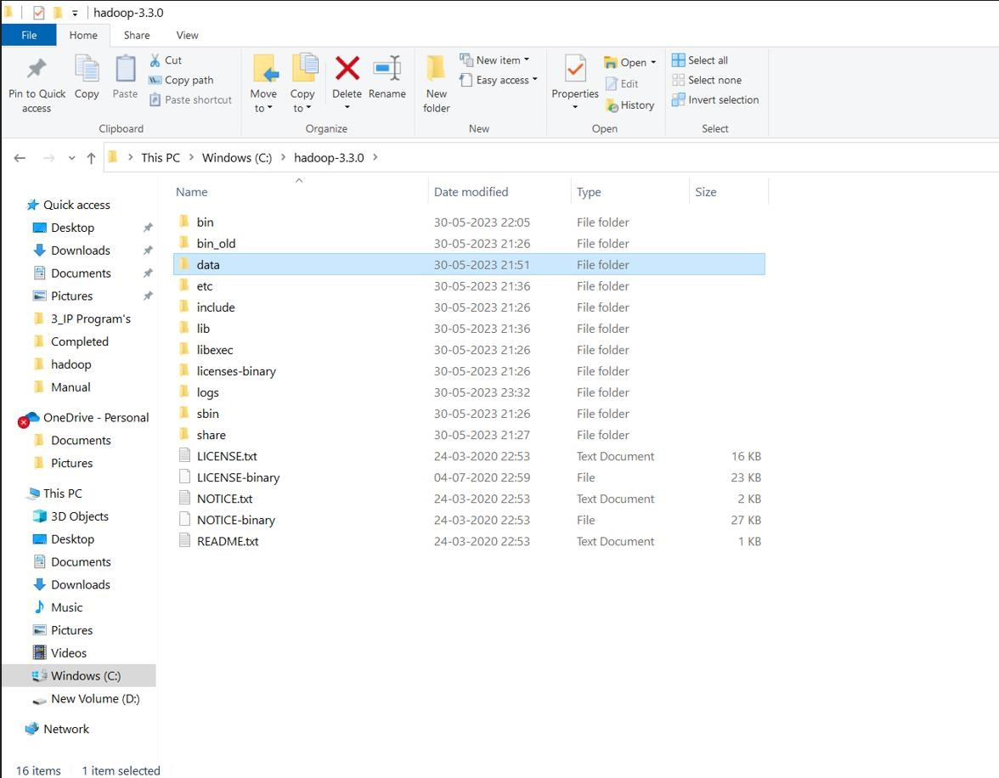 hadoop-3.3.0
File Home Share View
Pin to Quick access
Copy
Paste
Cut
Copy path
Paste shortcut
Clipboard
Move to
Copy to
Delete
Rename
Organize
New folder
New item
Easy access
New
Properties
Open
Edit
History
Open
Select all
Select none
Invert selection
Select
This PC > Windows (C:) > hadoop-3.3.0 >
Quick access
Desktop
Downloads
Documents
Pictures
3_IP Program's
Completed
hadoop
Manual
OneDrive - Personal
Documents
Pictures
This PC
3D Objects
Desktop
Documents
Downloads
Music
Pictures
Videos
Windows (C:)
New Volume (D:)
Network
Name Date modified Type Size
bin 30-05-2023 22:05 File folder
bin_old 30-05-2023 21:26 File folder
data 30-05-2023 21:51 File folder
etc 30-05-2023 21:36 File folder
include 30-05-2023 21:26 File folder
lib 30-05-2023 21:36 File folder
libexec 30-05-2023 21:26 File folder
licenses-binary 30-05-2023 21:26 File folder
logs 30-05-2023 23:32 File folder
sbin 30-05-2023 21:26 File folder
share 30-05-2023 21:27 File folder
LICENSE.txt 24-03-2020 22:53 Text Document 16 KB
LICENSE-binary 04-07-2020 22:59 File 23 KB
NOTICE.txt 24-03-2020 22:53 Text Document 2 KB
NOTICE-binary 24-03-2020 22:53 File 27 KB
README.txt 24-03-2020 22:53 Text Document 1 KB
16 items 1 item selected